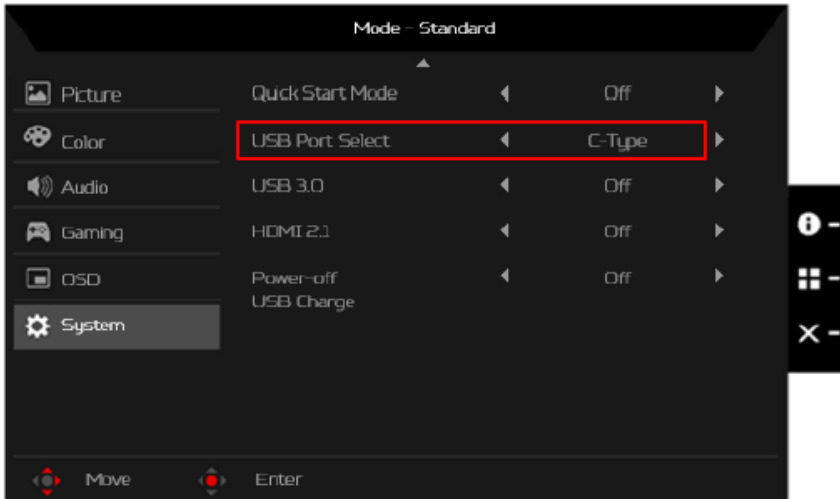 Mode - Standard
Picture
Color
Audio
Gaming
OSD
System
Quick Start Mode Off
USB Port Select C-Type
USB 3.0 Off
HDMI 2.1 Off
Power-off Off
USB Charge
Move Enter